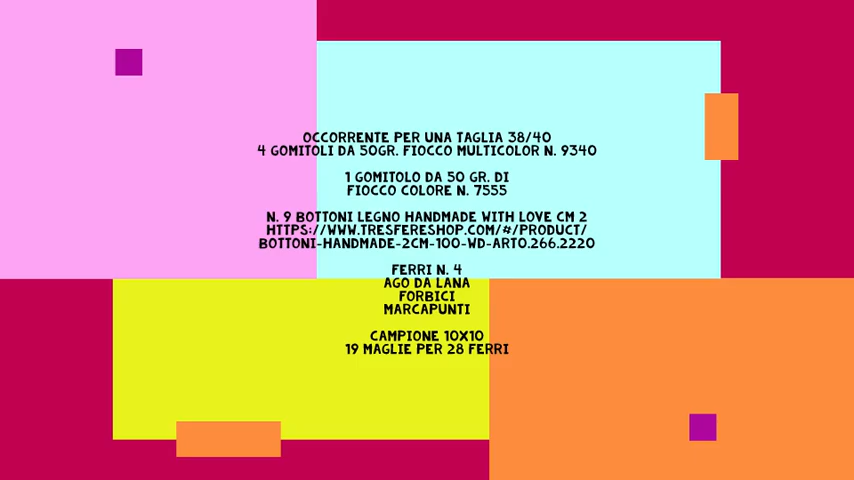 OCCORRENTE PER UNA TAGLIA 38/40
4 GOMITOLI DA 50GR. FIOCCO MULTICOLOR N. 9340
1 GOMITOLO DA 50 GR. DI
FIOCCO COLORE N. 7555
N. 9 BOTTONI LEGNO HANDMADE WITH LOVE CM 2
HTTPS://WWW.TRESFERESHOP.COM/#/PRODUCT/
BOTTONI-HANDMADE-2CM-100-WD-ART0.266.2220
FERRI N. 4
AGO DA LANA
FORBICI
MARCAPUNTI
CAMPIONE 10X10
19 MAGLIE PER 28 FERRI